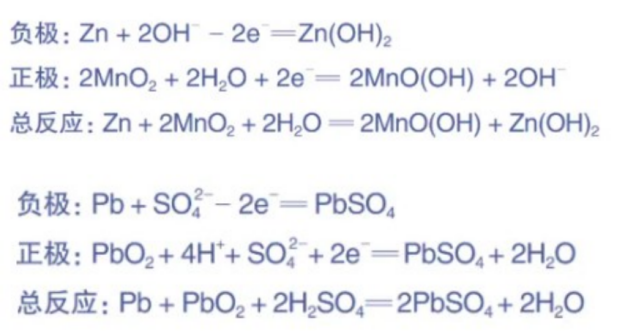 负极：Zn + 2OH⁻ − 2e⁻ ═ Zn(OH)₂
正极：2MnO₂ + 2H₂O + 2e⁻ ═ 2MnO(OH) + 2OH⁻
总反应：Zn + 2MnO₂ + 2H₂O ═ 2MnO(OH) + Zn(OH)₂
负极：Pb + SO₄²⁻ − 2e⁻ ═ PbSO₄
正极：PbO₂ + 4H⁺ + SO₄²⁻ + 2e⁻ ═ PbSO₄ + 2H₂O
总反应：Pb + PbO₂ + 2H₂SO₄ ═ 2PbSO₄ + 2H₂O